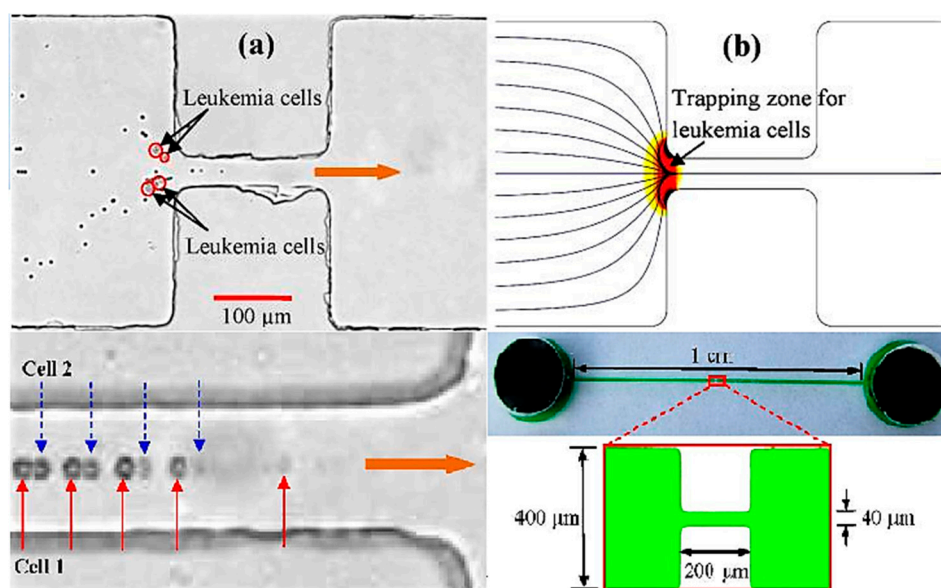 (a)
Leukemia cells
Leukemia cells
100 μm
(b)
Trapping zone for
leukemia cells
Cell 2
Cell 1
1 cm
400 μm
40 μm
200 μm